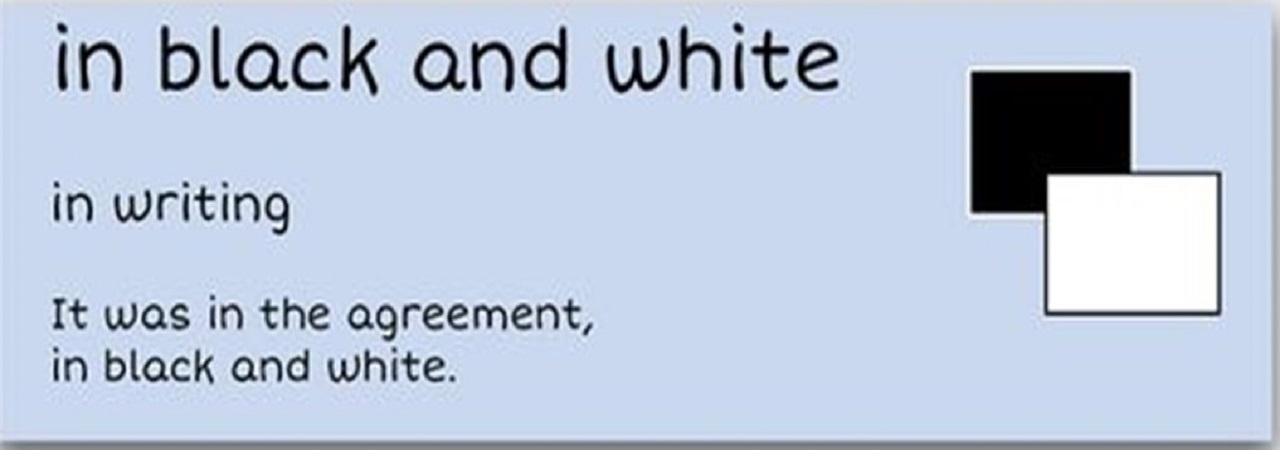 in black and white
in writing
It was in the agreement,
in black and white.